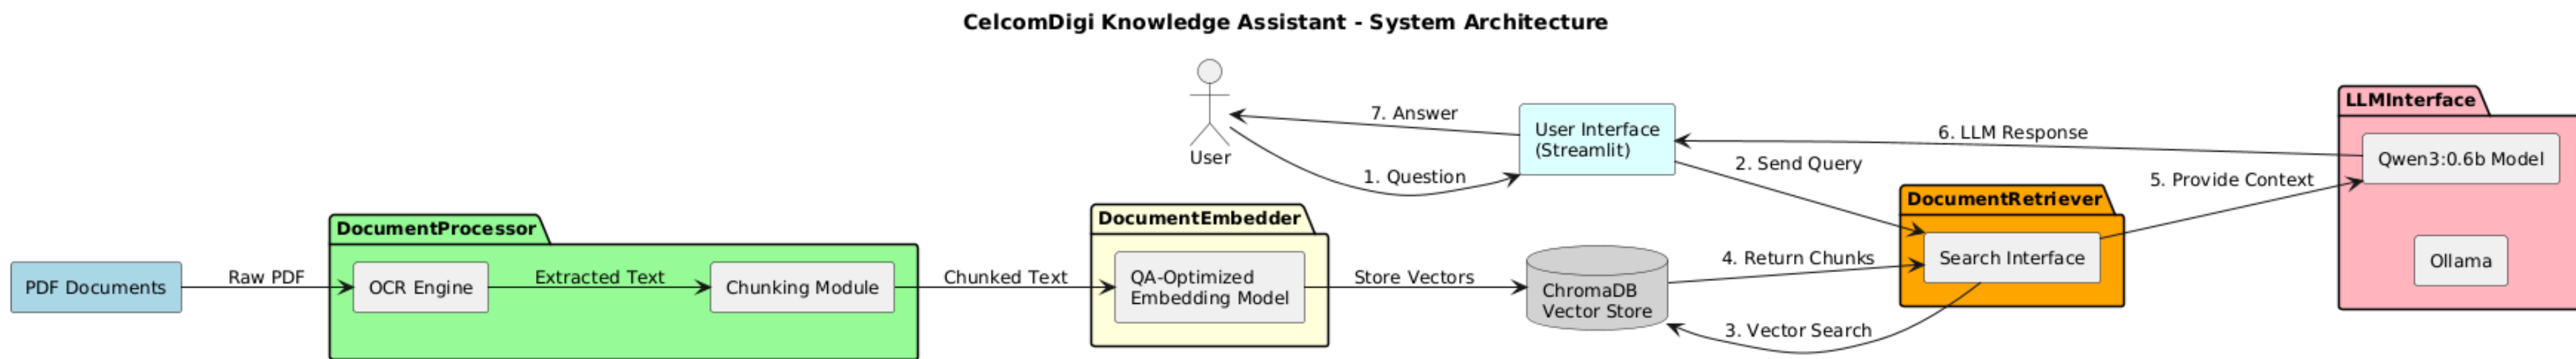 CelcomDigi Knowledge Assistant - System Architecture
User
7. Answer
1. Question
User Interface
(Streamlit)
6. LLM Response
2. Send Query
5. Provide Context
LLMInterface
Qwen3:0.6b Model
Ollama
DocumentRetriever
Search Interface
4. Return Chunks
3. Vector Search
PDF Documents
Raw PDF
DocumentProcessor
OCR Engine
Extracted Text
Chunking Module
Chunked Text
DocumentEmbedder
QA-Optimized
Embedding Model
Store Vectors
ChromaDB
Vector Store